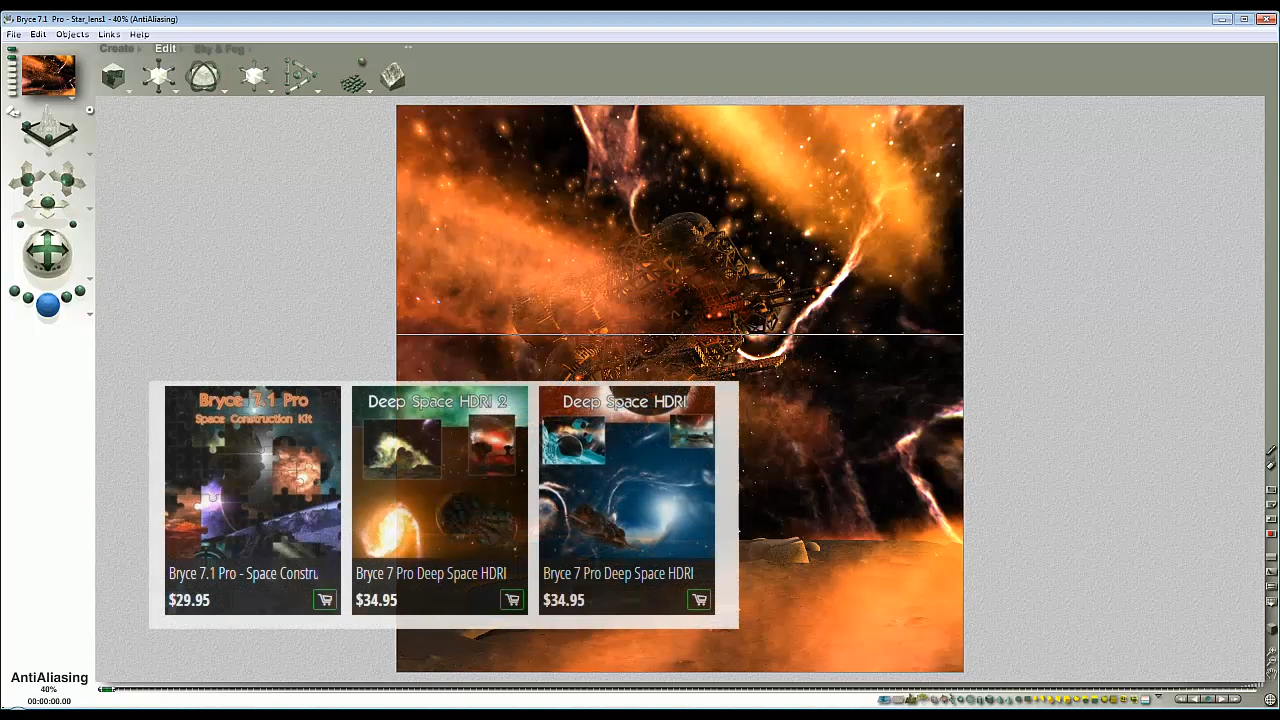 Bryce 7.1 Pro - Star_lens1 - 40% (AntiAliasing)
File Edit Objects Links Help
Create Edit Sky & Fog
Bryce 7.1 Pro
Space Construction Kit
Bryce 7.1 Pro - Space Constru
$29.95
Deep Space HDRI 2
Bryce 7 Pro Deep Space HDRI
$34.95
Deep Space HDRI
Bryce 7 Pro Deep Space HDRI
$34.95
AntiAliasing
40%
00:00:00.00